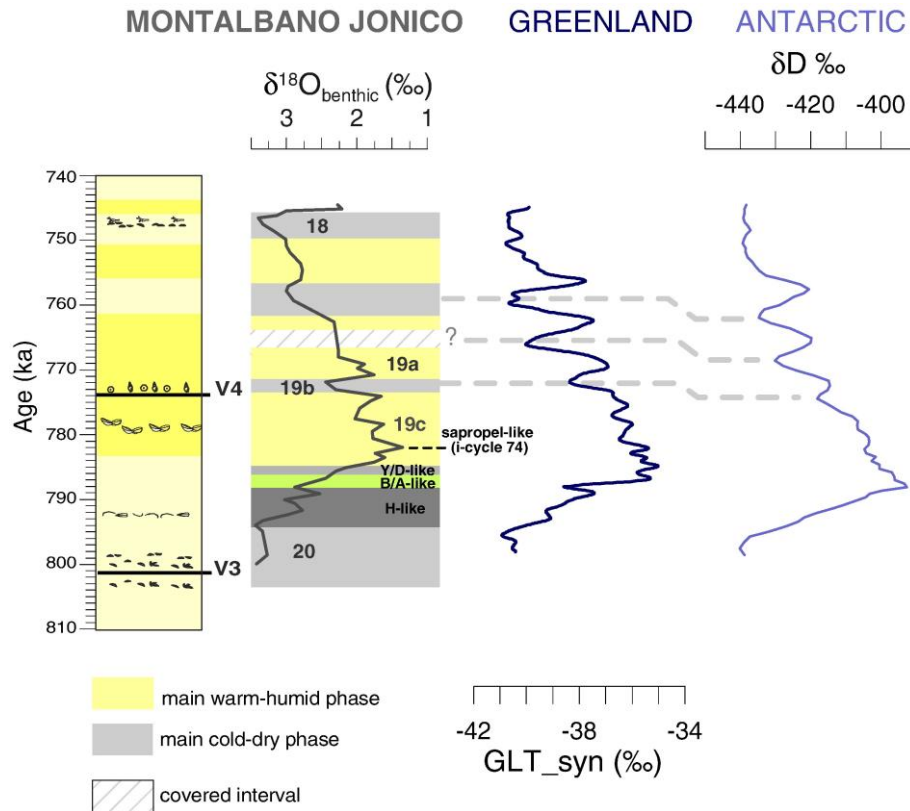 MONTALBANO JONICO GREENLAND ANTARCTIC
δ18Obenthic (‰) δD ‰
3 2 1 -440 -420 -400
Age (ka)
740
750
760
770
780
790
800
810
V4
V3
18
?
19a
19b
19c
sapropel-like
(i-cycle 74)
Y/D-like
B/A-like
H-like
20
main warm-humid phase
main cold-dry phase
covered interval
-42 -38 -34
GLT_syn (‰)